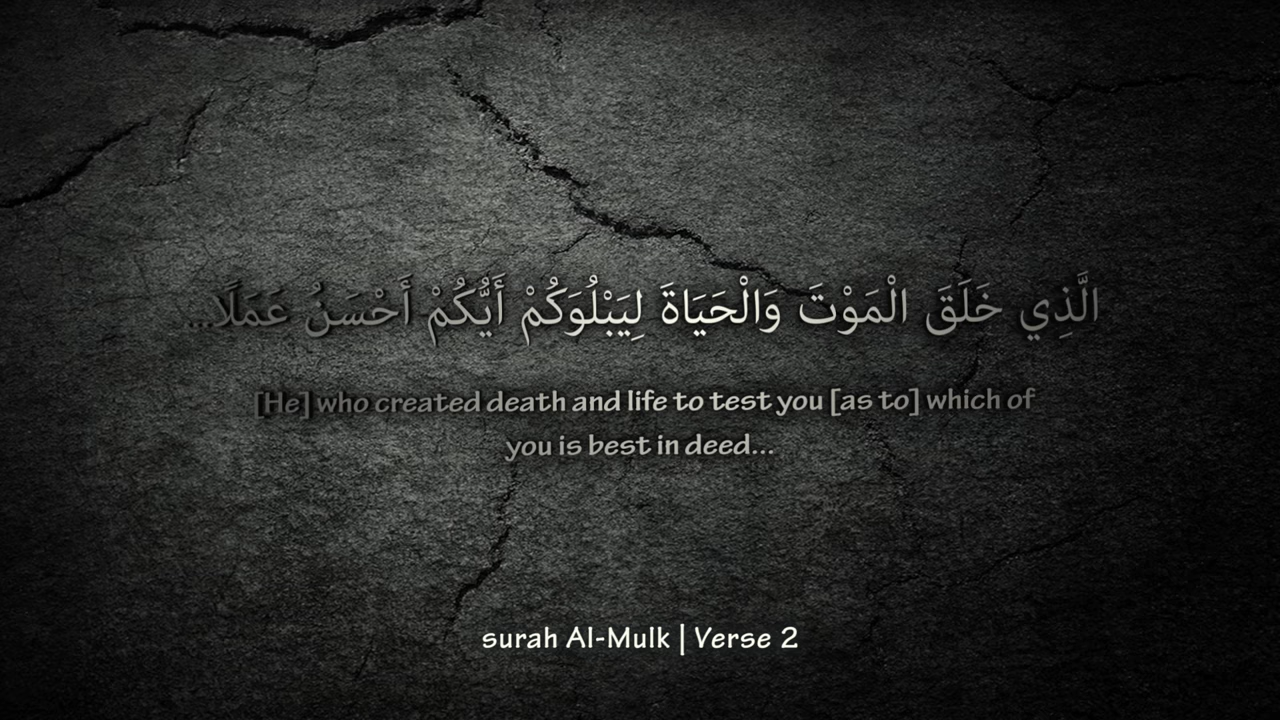 الَّذِي خَلَقَ الْمَوْتَ وَالْحَيَاةَ لِيَبْلُوَكُمْ أَيُّكُمْ أَحْسَنُ عَمَلًا...
[He] who created death and life to test you [as to] which of
you is best in deed...
surah Al-Mulk | Verse 2